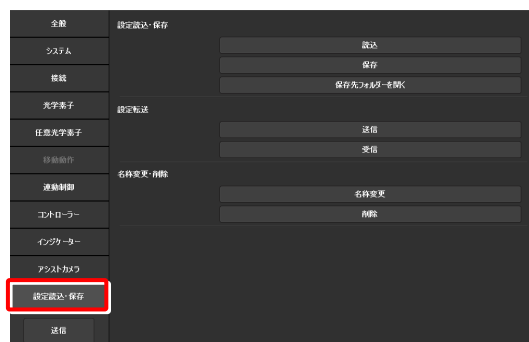 全般
システム
接続
光学素子
任意光学素子
移動動作
連動制御
コントローラー
インジケーター
アシストカメラ
設定読込・保存
送信
設定読込・保存
読込
保存
保存先フォルダーを開く
設定転送
送信
受信
名称変更・削除
名称変更
削除